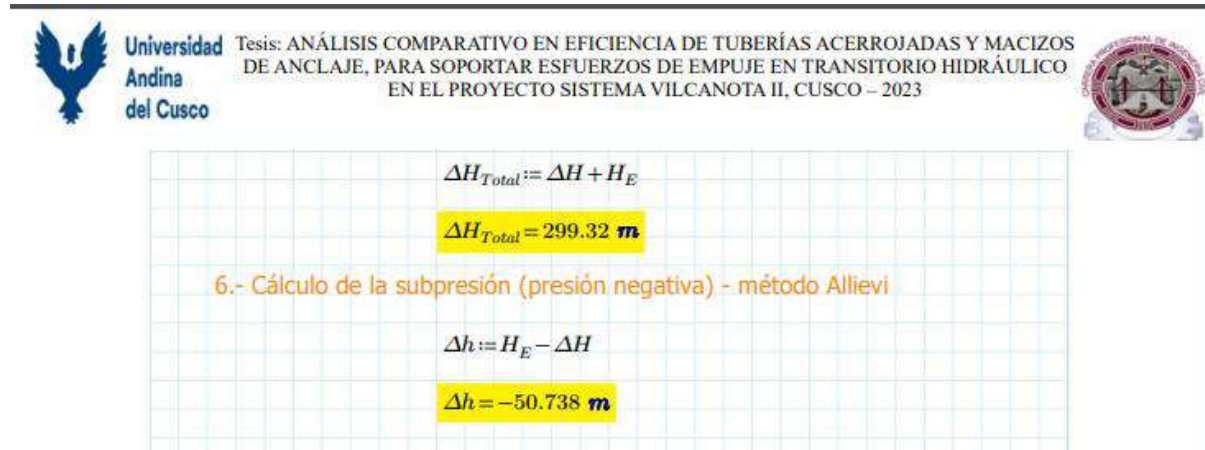 Universidad
Andina
del Cusco
Tesis: ANÁLISIS COMPARATIVO EN EFICIENCIA DE TUBERÍAS ACERROJADAS Y MACIZOS
DE ANCLAJE, PARA SOPORTAR ESFUERZOS DE EMPUJE EN TRANSITORIO HIDRÁULICO
EN EL PROYECTO SISTEMA VILCANOTA II, CUSCO – 2023
ΔH_Total := ΔH + H_E
ΔH_Total = 299.32 m
6.- Cálculo de la subpresión (presión negativa) - método Allievi
Δh := H_E − ΔH
Δh = −50.738 m